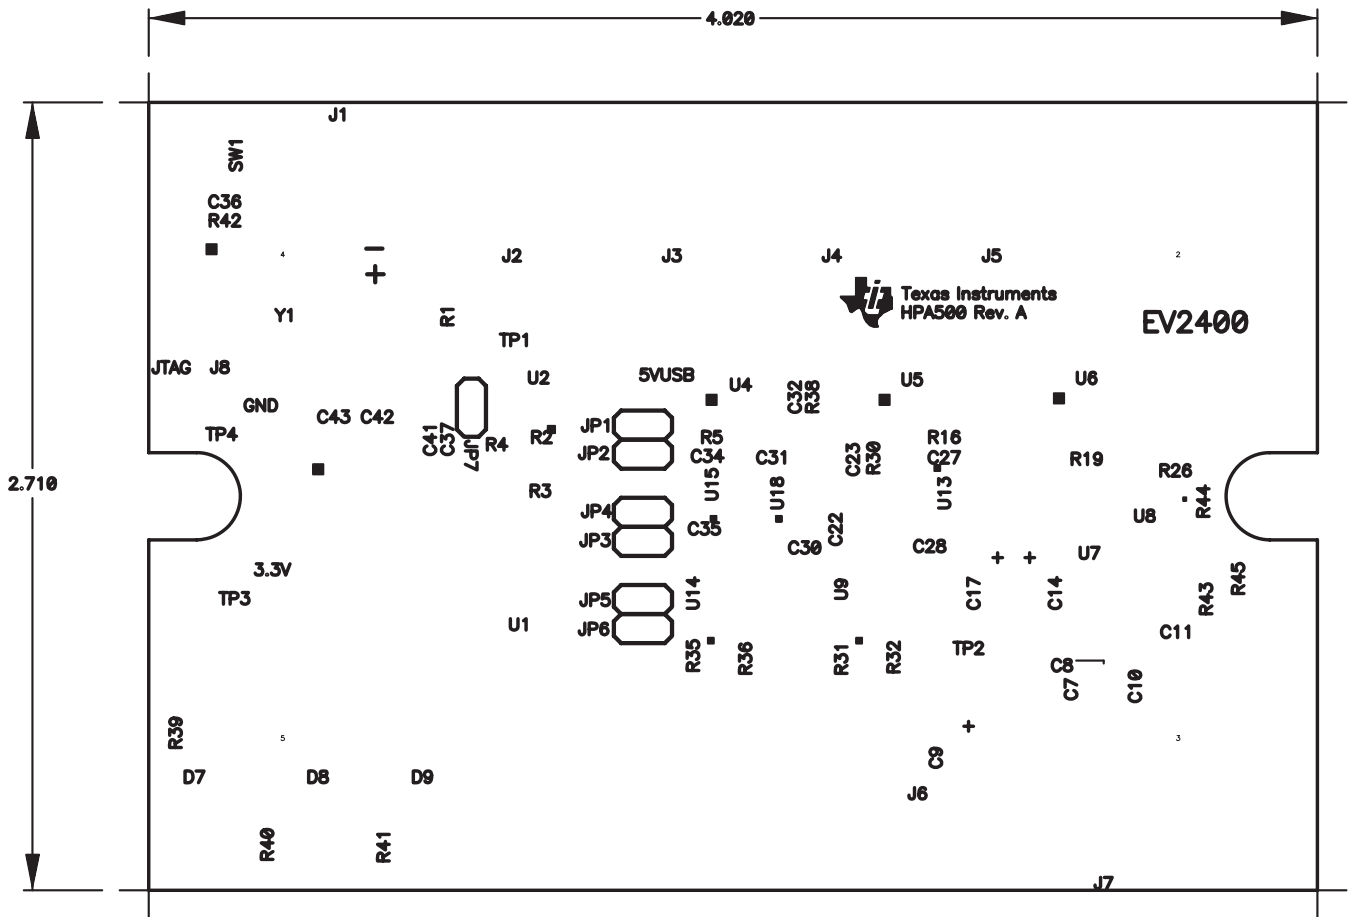 4.020
J1
SW1
C36
R42
4
−
+
J2
J3
J4
J5
2
Texas Instruments
HPA500 Rev. A
EV2400
Y1
R1
TP1
JTAG J8
U2
5VUSB
U4
U5
U6
GND
C43 C42
C32
R38
TP4
C41
C37
JP7
R4
R2
JP1
JP2
R5
C34
C31
C23
R30
R16
C27
R19
R26
2.710
R3
U15
U18
U13
R44
JP4
JP3
C35
C22
C30
C28
U8
U7
+ +
3.3V
TP3
JP5
JP6
U14
U9
C17
C14
R43
R45
U1
C11
R35
R36
R31
R32
TP2
C8
C7
C10
R39
5
+
3
C9
D7
D8
D9
J6
R40
R41
J7